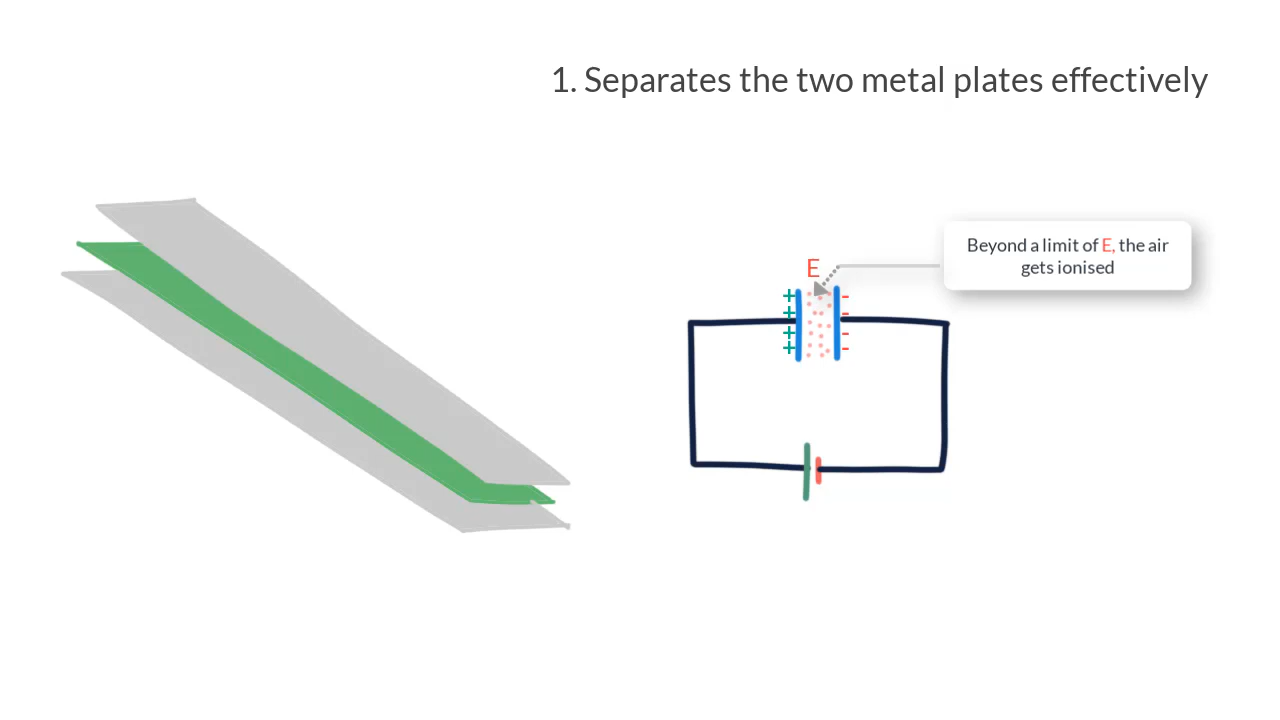 1. Separates the two metal plates effectively
Beyond a limit of E, the air
gets ionised
E
+ -
+ -
+ -
+ -